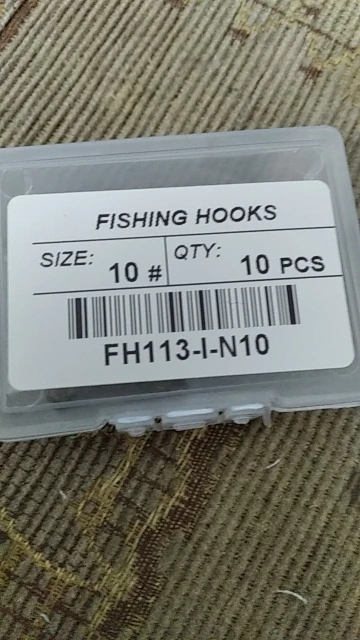 FISHING HOOKS
SIZE: 10 # QTY: 10 PCS
FH113-I-N10